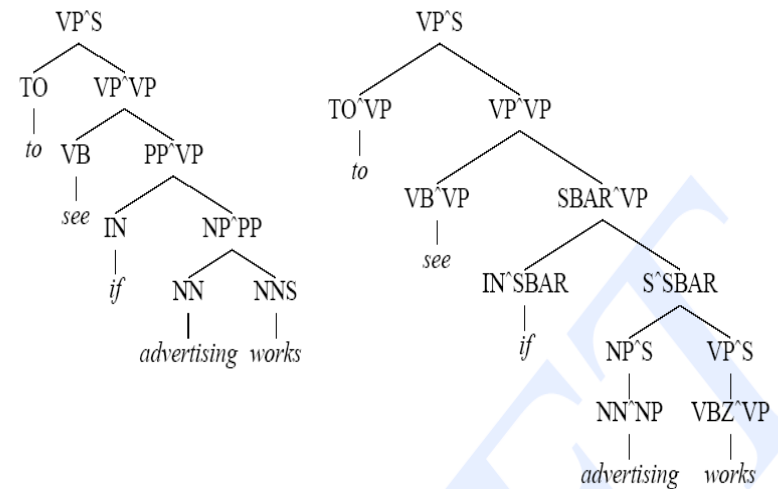 VP^S VP^S
TO VP^VP
TO^VP VP^VP
to VB PP^VP to
VB^VP SBAR^VP
see IN NP^PP
see
if NN NNS IN^SBAR S^SBAR
advertising works if NP^S VP^S
NN^NP VBZ^VP
advertising works